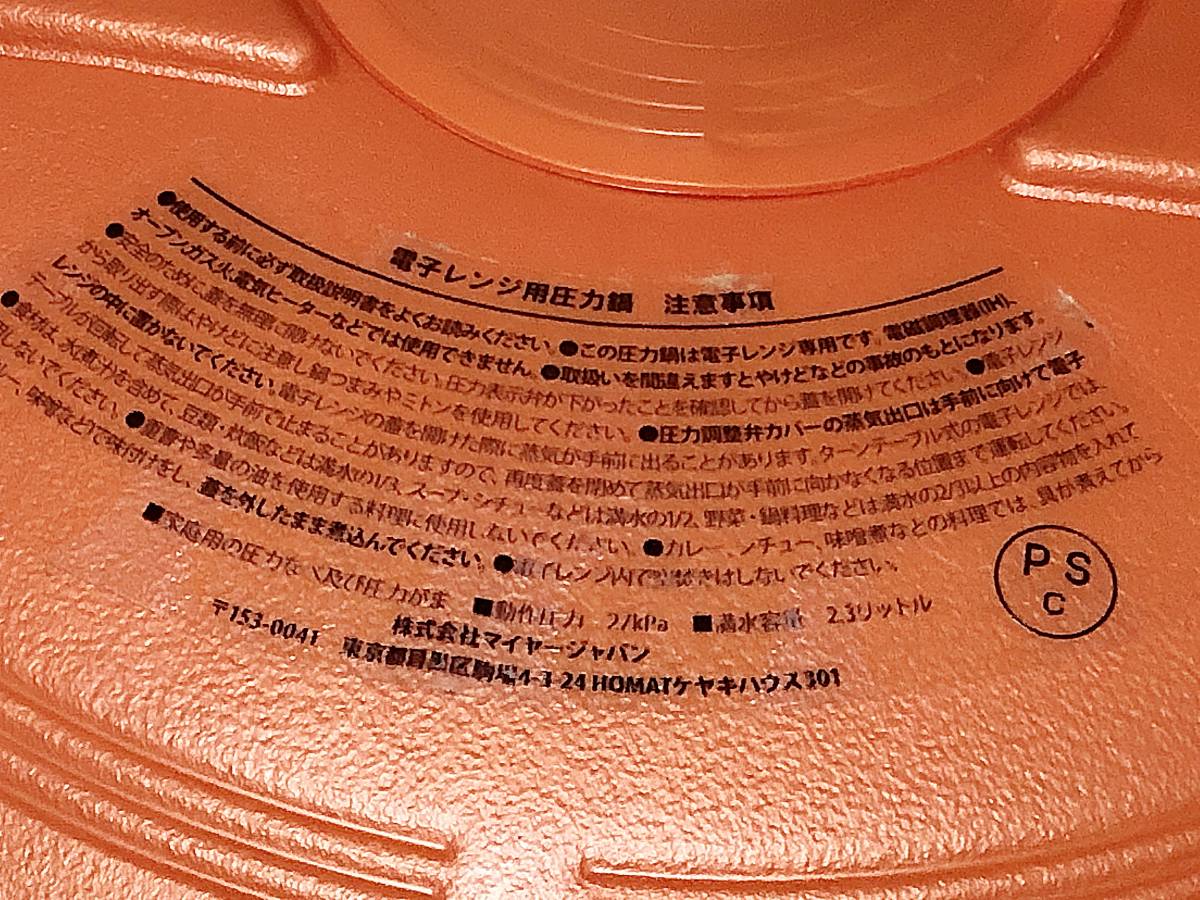 電子レンジ用圧力鍋 注意事項
●使用する前に必ず取扱説明書をよくお読みください。●この圧力鍋は電子レンジ専用です。電磁調理器(IH)、
オーブンガス火電気ヒーターなどでは使用できません。●取扱いを間違えますとやけどなどの事故のもとになります。
●安全のために蓋を無理に開けないでください。圧力表示弁が下がったことを確認してから蓋を開けてください。●電子レンジ
から取り出す際はやけどに注意し鍋つまみやミトンを使用してください。●圧力調整弁カバーの蒸気出口は手前に向けて電子
レンジの中に置かないでください。電子レンジの蓋を開けた際に蒸気が手前に出ることがあります。ターンテーブル式の電子レンジでは、
テーブルが回転して蒸気出口が手前で止まることがありますので、再度蓋を閉めて蒸気出口が手前に向かなくなる位置まで運転してください。
●食材は、水煮汁を含めて、豆類・炊飯などは満水の1/3、スープ・シチューなどは満水の1/2、野菜・鍋料理などは満水の2/3以上の内容物を入れて
用しないでください。●重曹や多量の油を使用する料理に使用しないでください。●カレー、シチュー、味噌煮などの料理では、具が煮えてから
ルー、味噌などで味付けをし、蓋を外したまま煮込んでください。●電子レンジ内で空焚きはしないでください。
■家庭用の圧力なべ及び圧力がま ■動作圧力 27kPa ■満水容量 2.3リットル
株式会社マイヤージャパン
〒153-0041 東京都目黒区駒場4-3-24 HOMATケヤキハウス301
PS
C